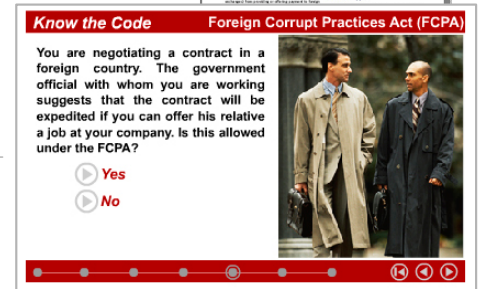 Know the Code
Foreign Corrupt Practices Act (FCPA)
You are negotiating a contract in a
foreign country. The government
official with whom you are working
suggests that the contract will be
expedited if you can offer his relative
a job at your company. Is this allowed
under the FCPA?
Yes
No